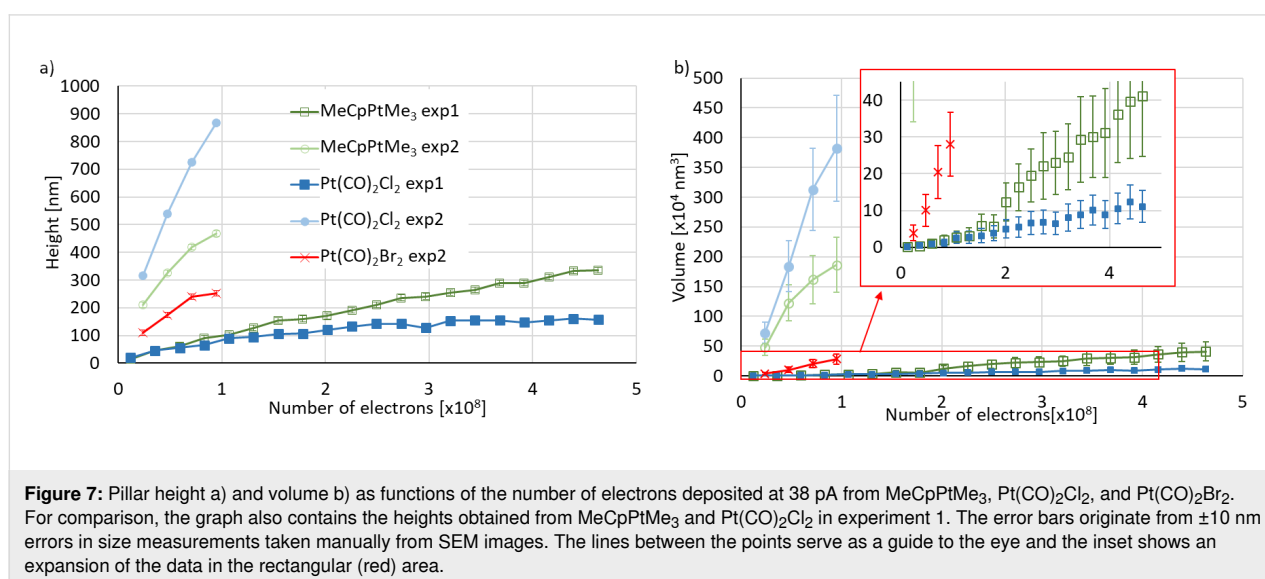 a)
1000
900
800
700
600
500
400
300
200
100
0
Height [nm]
MeCpPtMe₃ exp1
MeCpPtMe₃ exp2
Pt(CO)₂Cl₂ exp1
Pt(CO)₂Cl₂ exp2
Pt(CO)₂Br₂ exp2
0 1 2 3 4 5
Number of electrons [x10⁸]
b)
500
450
400
350
300
250
200
150
100
50
0
Volume [x10⁴ nm³]
40
30
20
10
0
0 2 4
0 1 2 3 4 5
Number of electrons[x10⁸]
Figure 7: Pillar height a) and volume b) as functions of the number of electrons deposited at 38 pA from MeCpPtMe₃, Pt(CO)₂Cl₂, and Pt(CO)₂Br₂.
For comparison, the graph also contains the heights obtained from MeCpPtMe₃ and Pt(CO)₂Cl₂ in experiment 1. The error bars originate from ±10 nm
errors in size measurements taken manually from SEM images. The lines between the points serve as a guide to the eye and the inset shows an
expansion of the data in the rectangular (red) area.